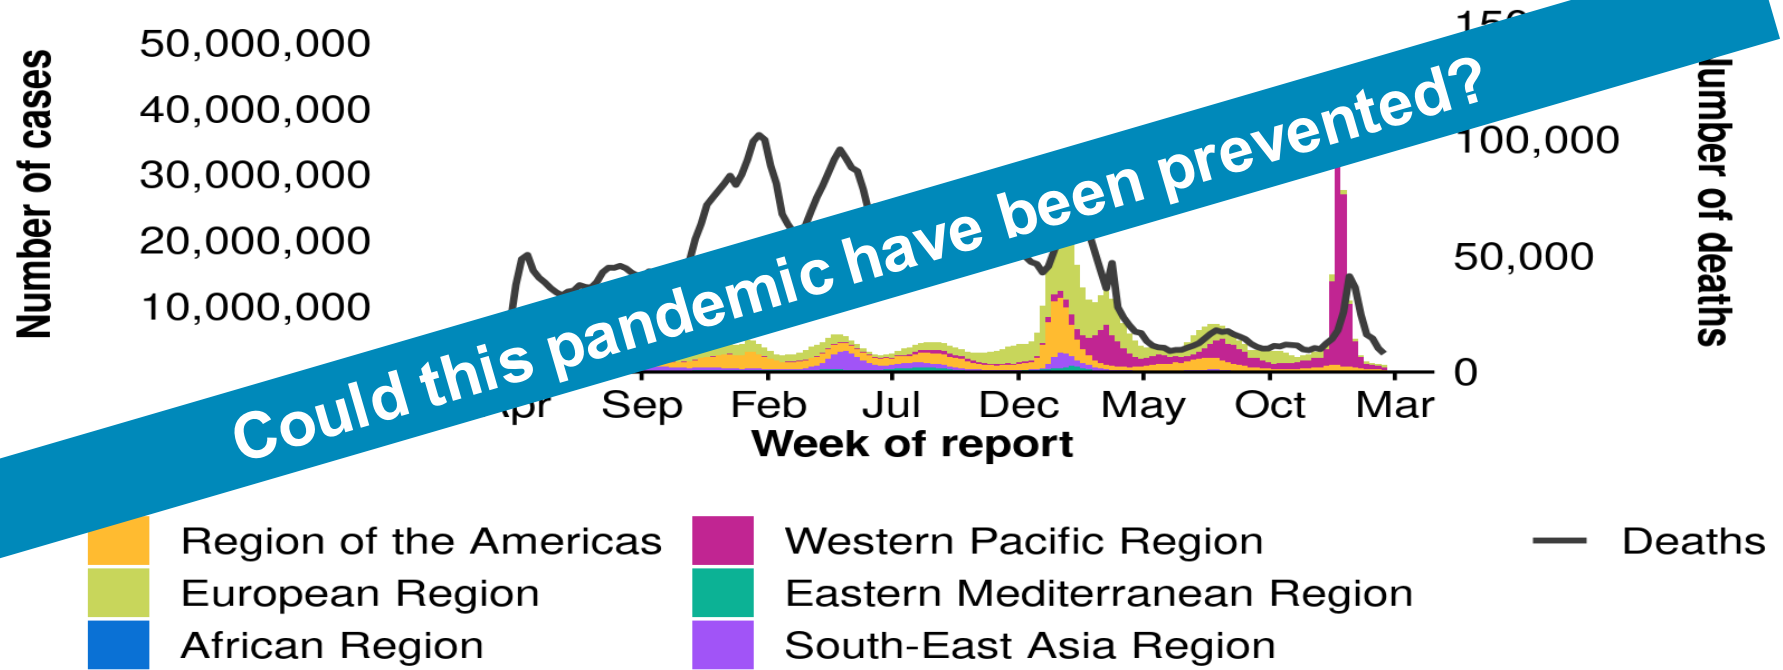 50,000,000
40,000,000
30,000,000
20,000,000
10,000,000
Number of cases
100,000
50,000
0
of deaths
Could this pandemic have been prevented?
Sep Feb Jul Dec May Oct Mar
Week of report
Region of the Americas
European Region
African Region
Western Pacific Region
Eastern Mediterranean Region
South-East Asia Region
Deaths